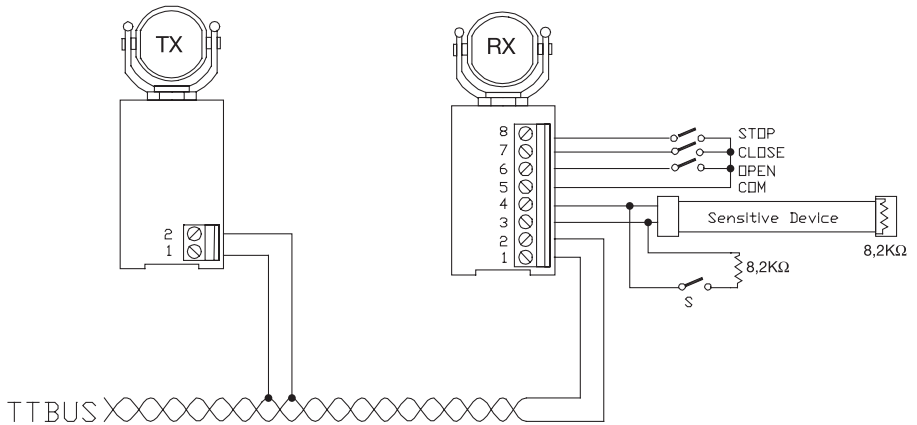 TX
RX
8
7
6
5
4
3
2
1
STOP
CLOSE
OPEN
COM
Sensitive Device
8,2KΩ
8,2KΩ
S
2
1
TTBUS